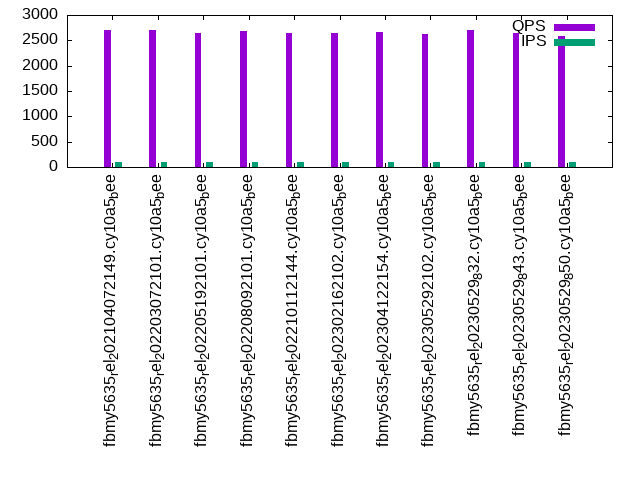 3000
2500
2000
1500
1000
500
0
QPS
IPS
fbmy5635rel202104072149.cy10a5bee
fbmy5635rel202203072101.cy10a5bee
fbmy5635rel202205192101.cy10a5bee
fbmy5635rel202208092101.cy10a5bee
fbmy5635rel202210112144.cy10a5bee
fbmy5635rel202302162102.cy10a5bee
fbmy5635rel202304122154.cy10a5bee
fbmy5635rel202305292102.cy10a5bee
fbmy5635rel20230529832.cy10a5bee
fbmy5635rel20230529843.cy10a5bee
fbmy5635rel20230529850.cy10a5bee